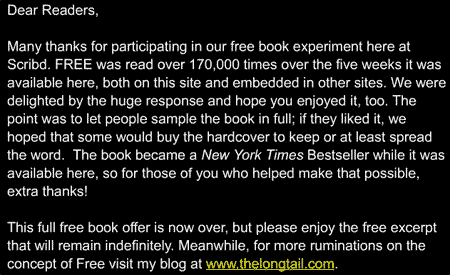 Dear Readers,
Many thanks for participating in our free book experiment here at
Scribd. FREE was read over 170,000 times over the five weeks it was
available here, both on this site and embedded in other sites. We were
delighted by the huge response and hope you enjoyed it, too. The
point was to let people sample the book in full; if they liked it, we
hoped that some would buy the hardcover to keep or at least spread
the word.  The book became a New York Times Bestseller while it was
available here, so for those of you who helped make that possible,
extra thanks!
This full free book offer is now over, but please enjoy the free excerpt
that will remain indefinitely. Meanwhile, for more ruminations on the
concept of Free visit my blog at www.thelongtail.com.